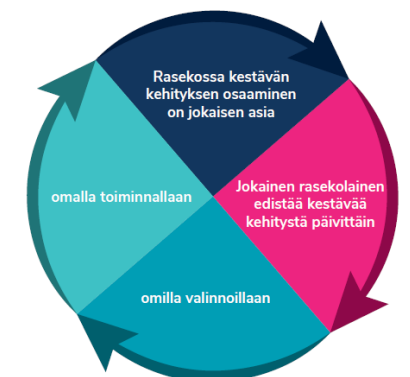 Rasekossa kestävän
kehityksen osaaminen
on jokaisen asia
Jokainen rasekolainen
edistää kestävää
kehitystä päivittäin
omilla valinnoillaan
omalla toiminnallaan